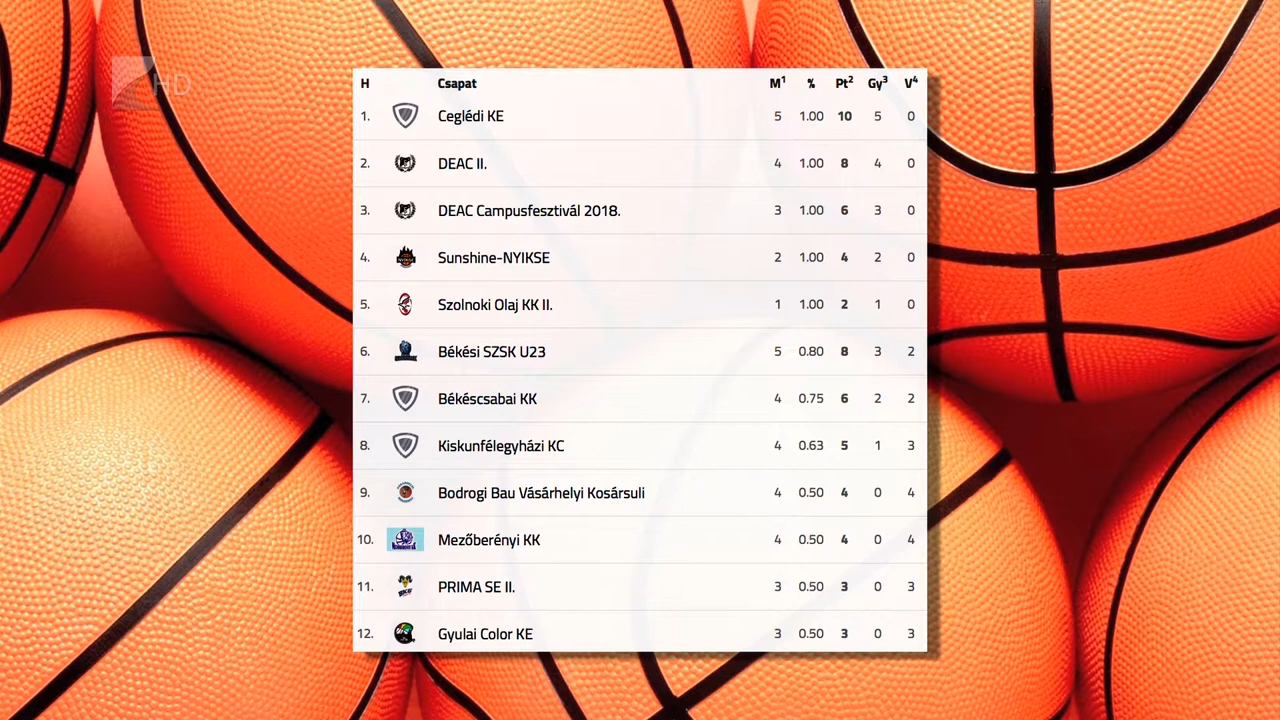 HD
H Csapat M¹ % Pt² Gy³ V⁴
1. Ceglédi KE 5 1.00 10 5 0
2. DEAC II. 4 1.00 8 4 0
3. DEAC Campusfesztivál 2018. 3 1.00 6 3 0
4. Sunshine-NYIKSE 2 1.00 4 2 0
5. Szolnoki Olaj KK II. 1 1.00 2 1 0
6. Békési SZSK U23 5 0.80 8 3 2
7. Békéscsabai KK 4 0.75 6 2 2
8. Kiskunfélegyházi KC 4 0.63 5 1 3
9. Bodrogi Bau Vásárhelyi Kosársuli 4 0.50 4 0 4
10. Mezőberényi KK 4 0.50 4 0 4
11. PRIMA SE II. 3 0.50 3 0 3
12. Gyulai Color KE 3 0.50 3 0 3